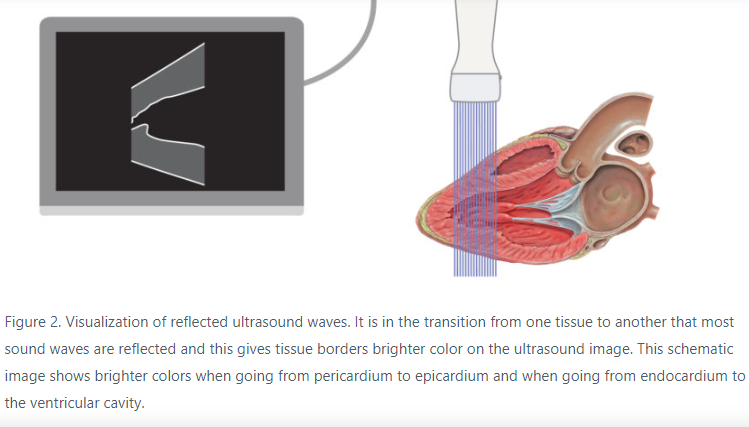 Figure 2. Visualization of reflected ultrasound waves. It is in the transition from one tissue to another that most
sound waves are reflected and this gives tissue borders brighter color on the ultrasound image. This schematic
image shows brighter colors when going from pericardium to epicardium and when going from endocardium to
the ventricular cavity.